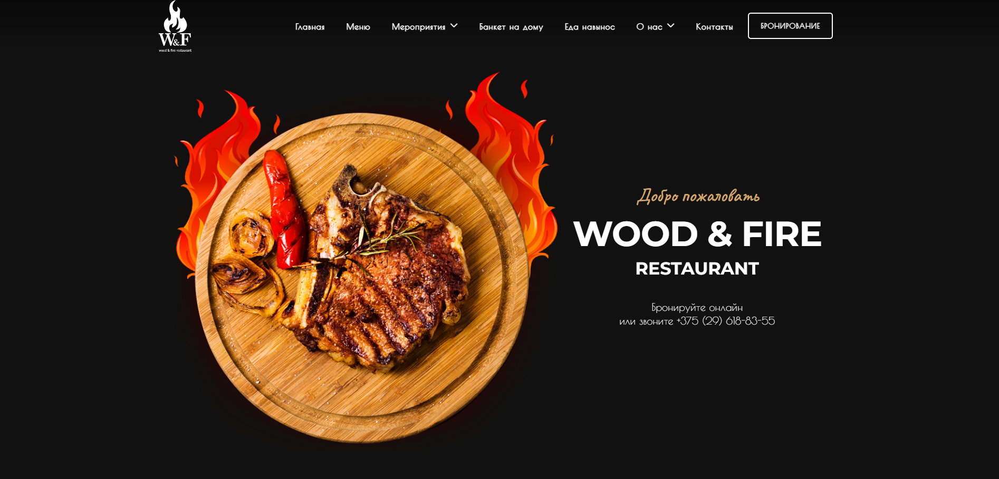 W&F
wood & fire restaurant
Главная Меню Мероприятия Банкет на дому Еда навынос О нас Контакты БРОНИРОВАНИЕ
Добро пожаловать
WOOD & FIRE
RESTAURANT
Бронируйте онлайн
или звоните +375 (29) 618-83-55